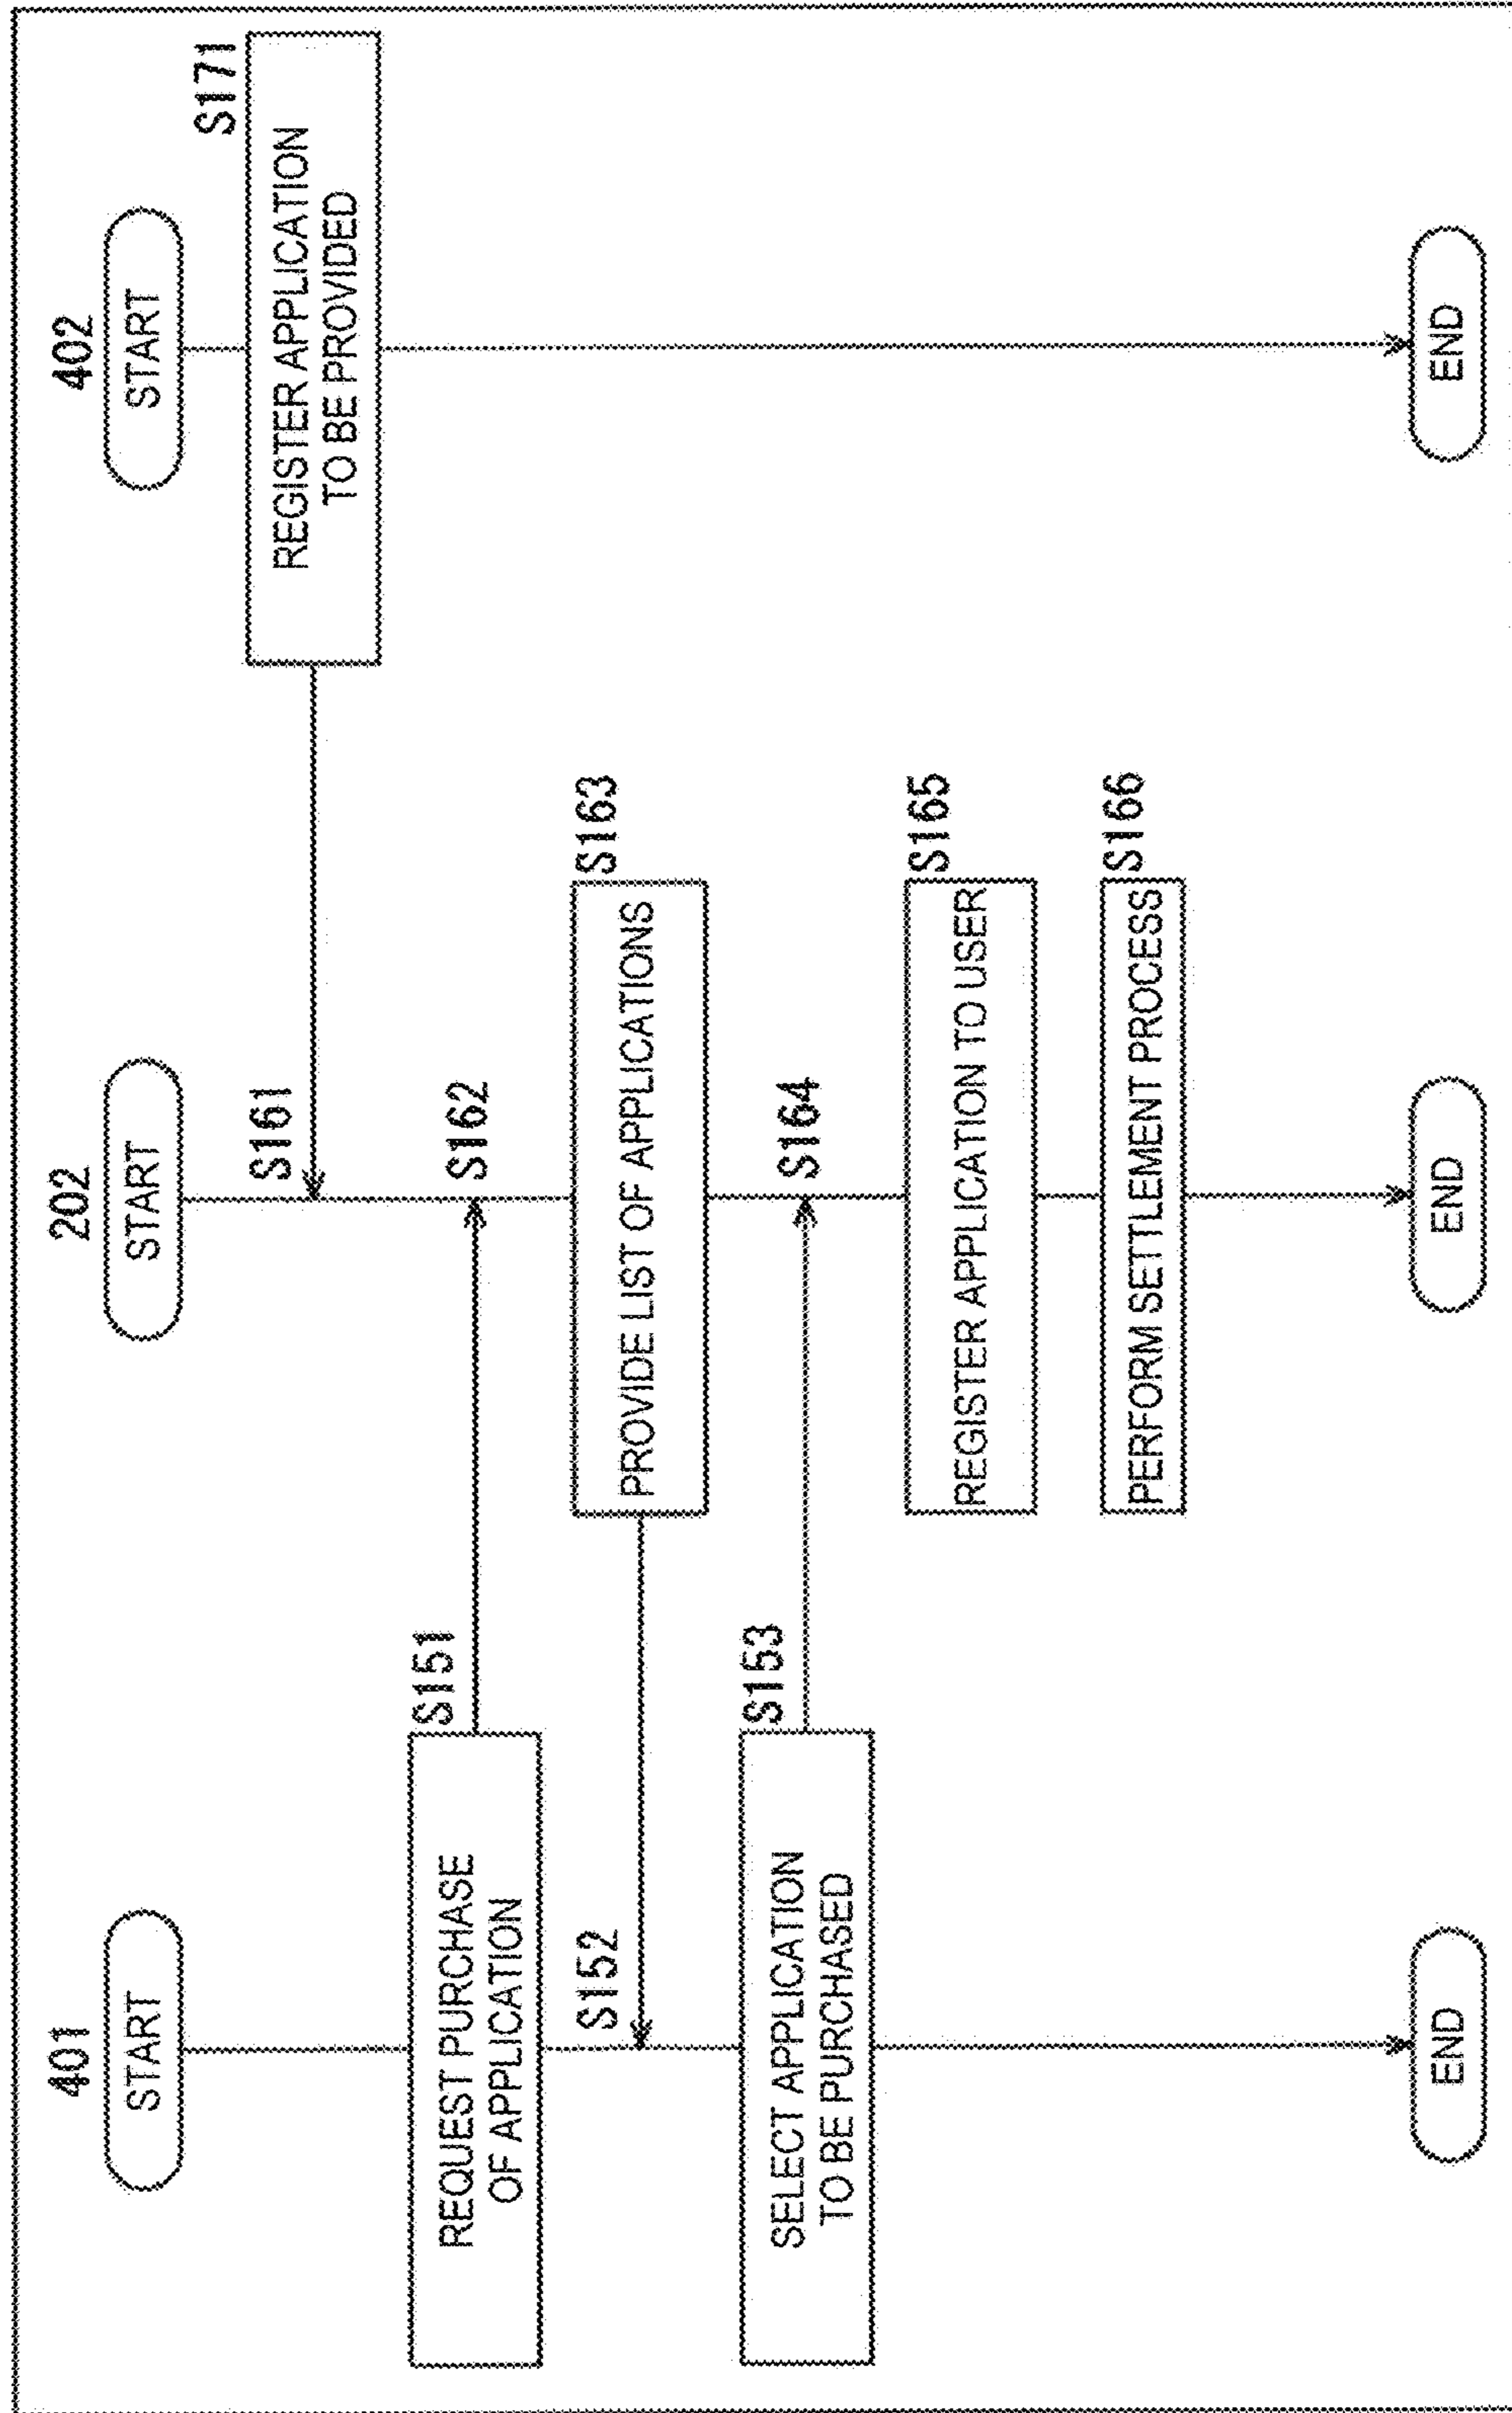 401
202
402
START
START
START
S171
REGISTER APPLICATION
TO BE PROVIDED
S161
S151
REQUEST PURCHASE
OF APPLICATION
S162
S152
S163
PROVIDE LIST OF APPLICATIONS
S153
SELECT APPLICATION
TO BE PURCHASED
S164
S165
REGISTER APPLICATION TO USER
S166
PERFORM SETTLEMENT PROCESS
END
END
END